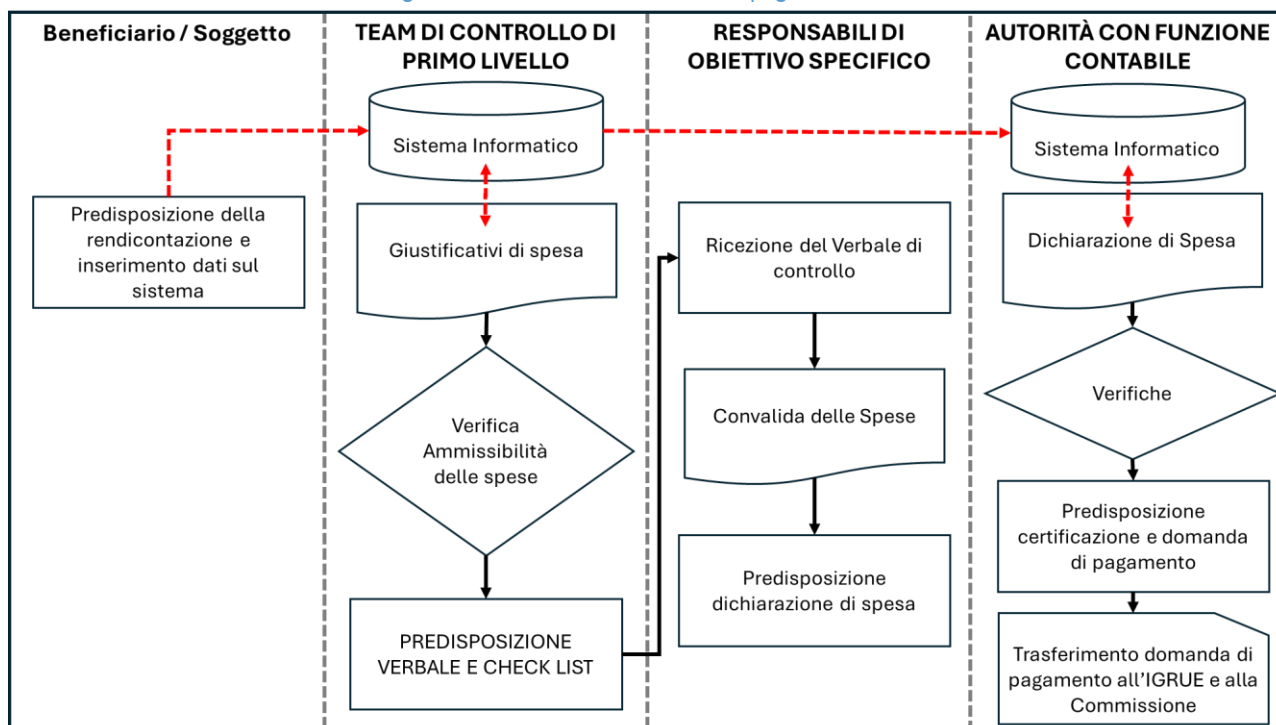 Beneficiario / Soggetto
TEAM DI CONTROLLO DI
PRIMO LIVELLO
RESPONSABILI DI
OBIETTIVO SPECIFICO
AUTORITÀ CON FUNZIONE
CONTABILE
Predisposizione della
rendicontazione e
inserimento dati sul
sistema
Sistema Informatico
Giustificativi di spesa
Verifica
Ammissibilità
delle spese
PREDISPOSIZIONE
VERBALE E CHECK LIST
Ricezione del Verbale di
controllo
Convalida delle Spese
Predisposizione
dichiarazione di spesa
Sistema Informatico
Dichiarazione di Spesa
Verifiche
Predisposizione
certificazione e domanda
di pagamento
Trasferimento domanda di
pagamento all’IGRUE e alla
Commissione